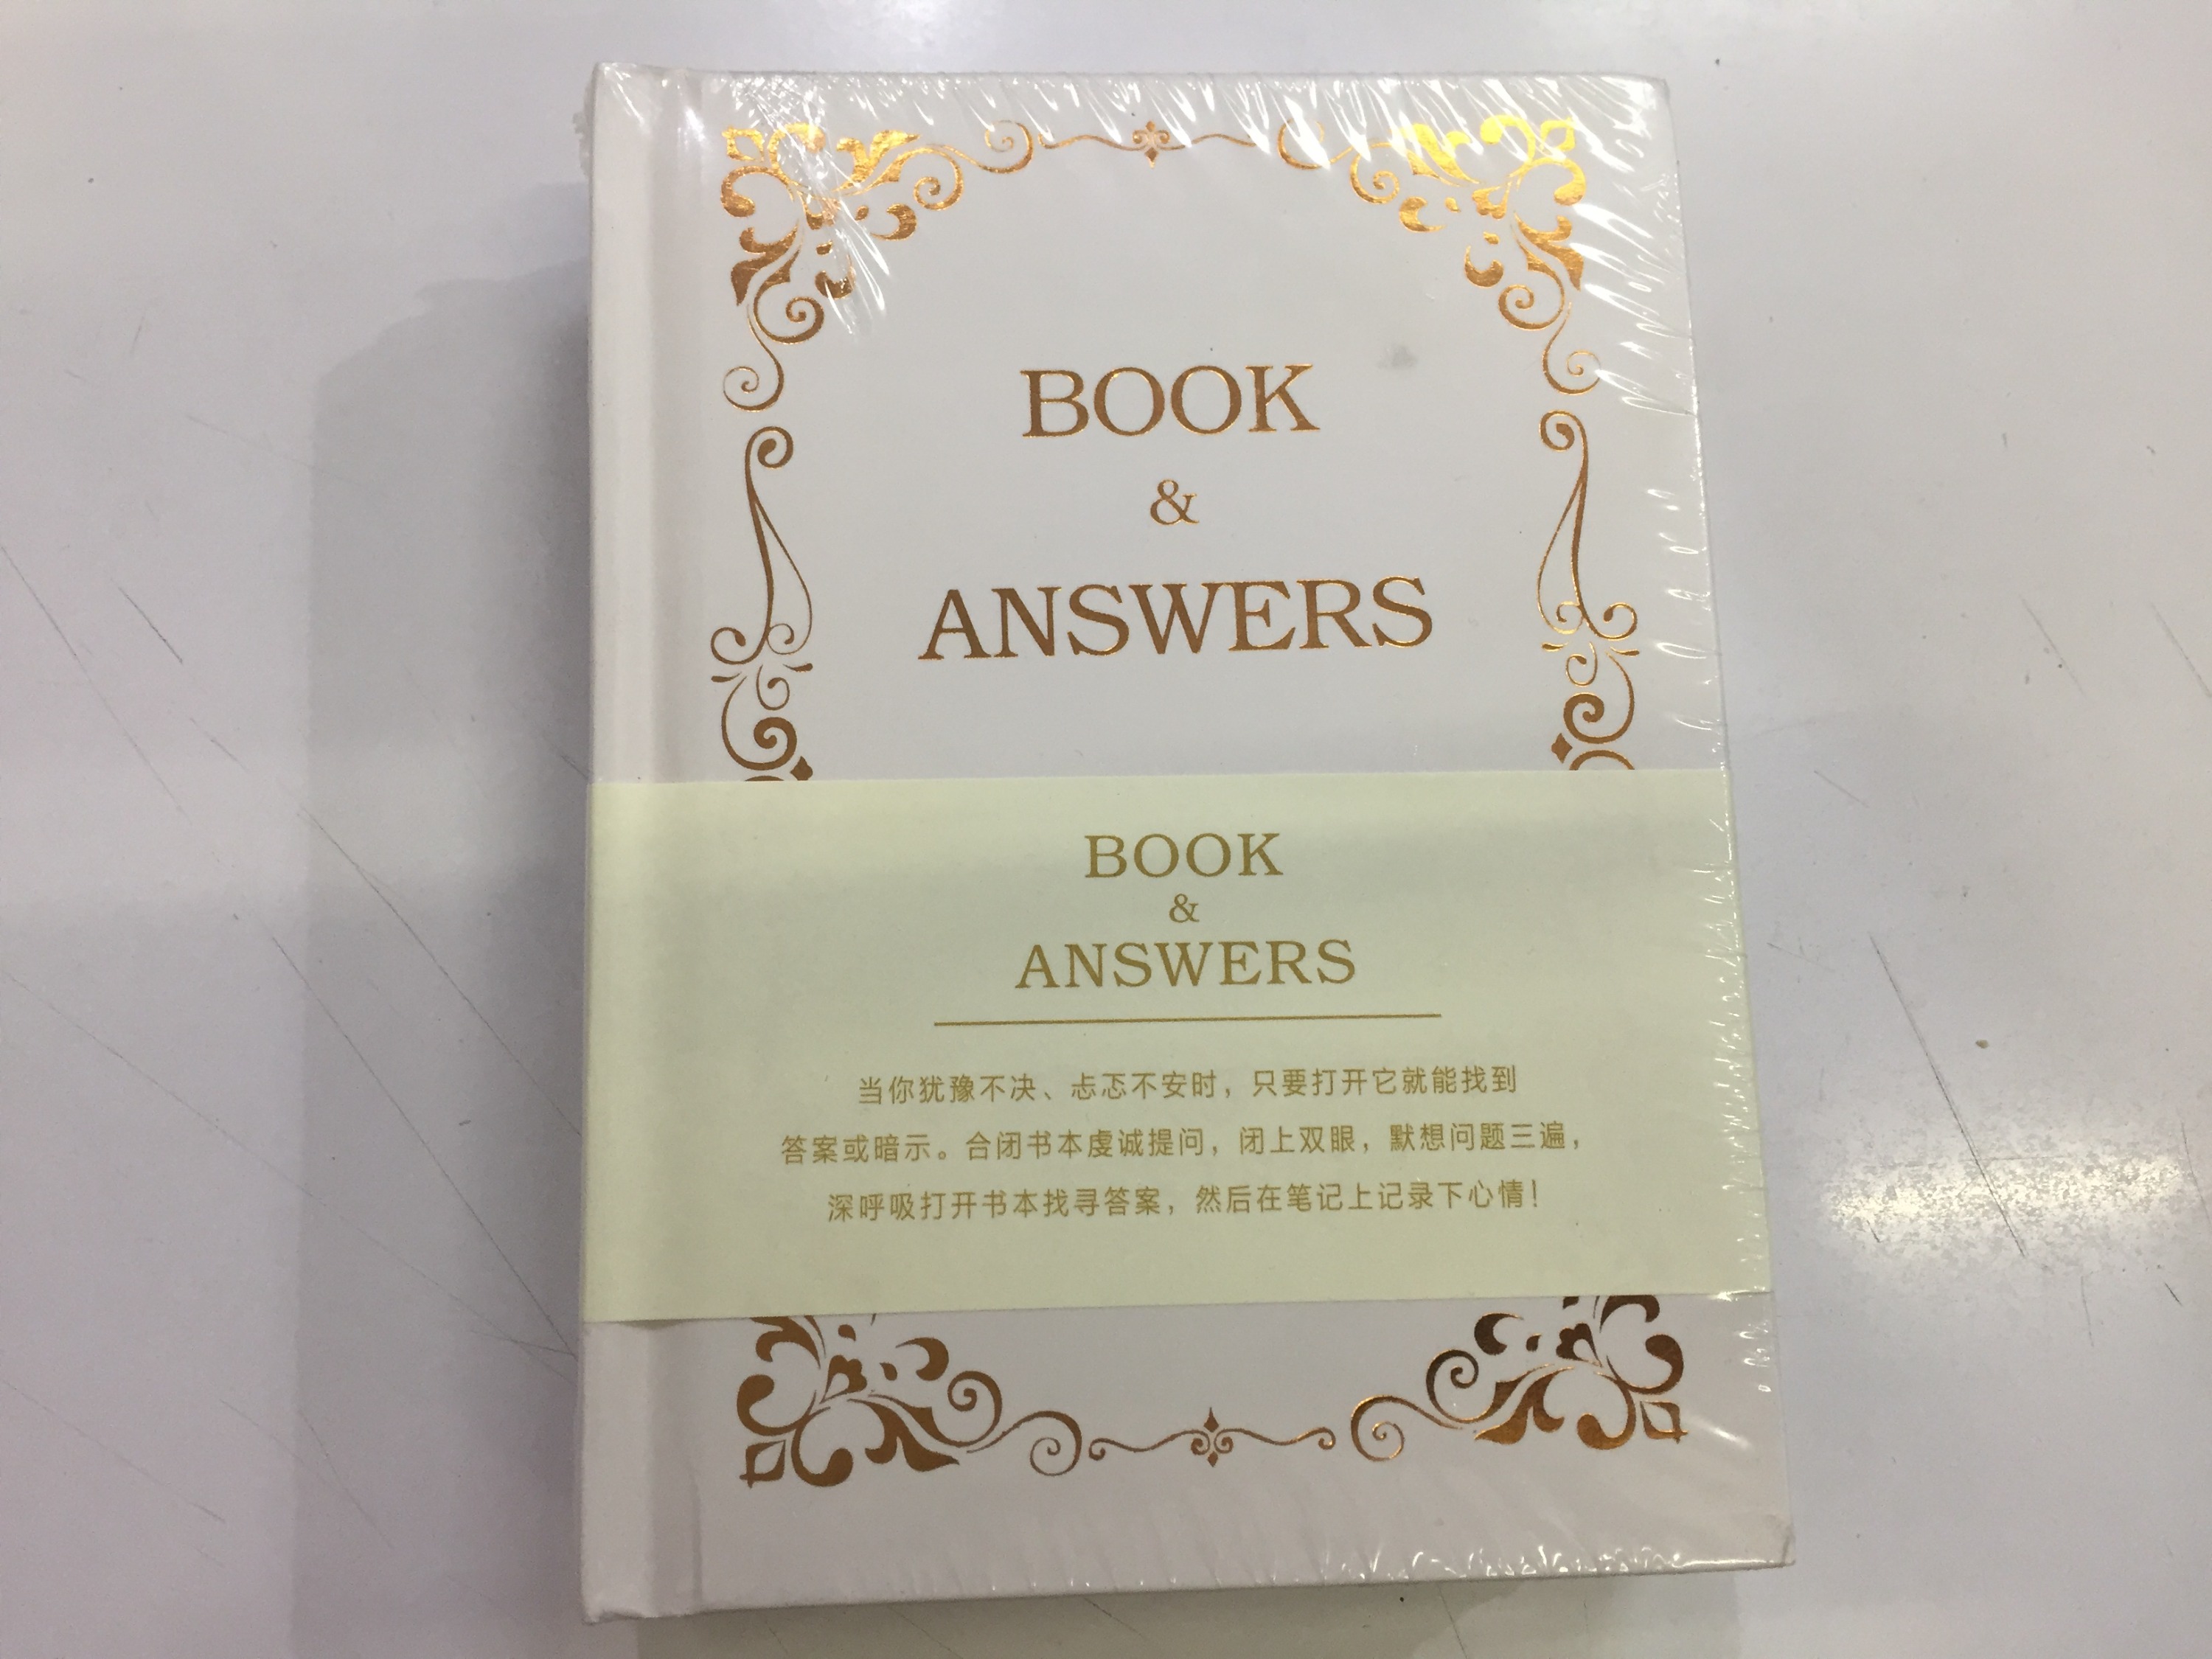 BOOK
&
ANSWERS
BOOK
&
ANSWERS
当你犹豫不决、忐忑不安时，只要打开它就能找到
答案或暗示。合闭书本虔诚提问，闭上双眼，默想问题三遍，
深呼吸打开书本找寻答案，然后在笔记上记录下心情！